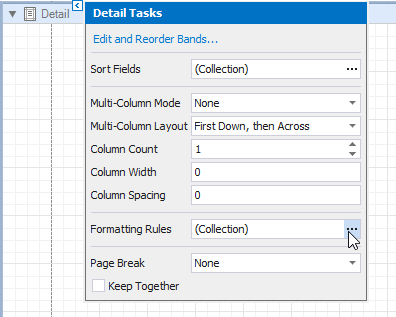 Detail
Detail Tasks
Edit and Reorder Bands...
Sort Fields (Collection) ...
Multi-Column Mode None
Multi-Column Layout First Down, then Across
Column Count 1
Column Width 0
Column Spacing 0
Formatting Rules (Collection) ...
Page Break None
Keep Together